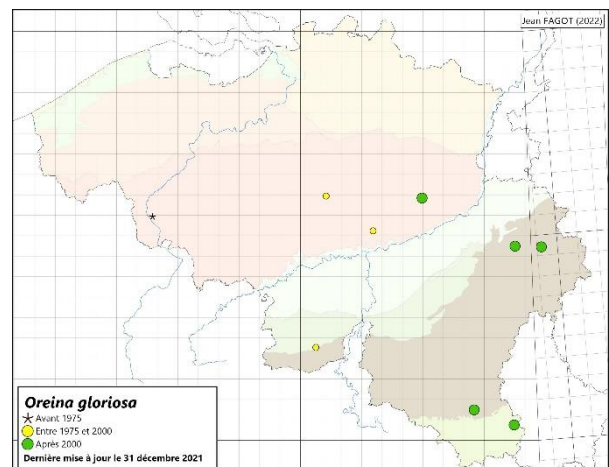 Jean FAGOT (2022)
Oreina gloriosa
Avant 1975
Entre 1975 et 2000
Après 2000
Dernière mise à jour le 31 décembre 2021